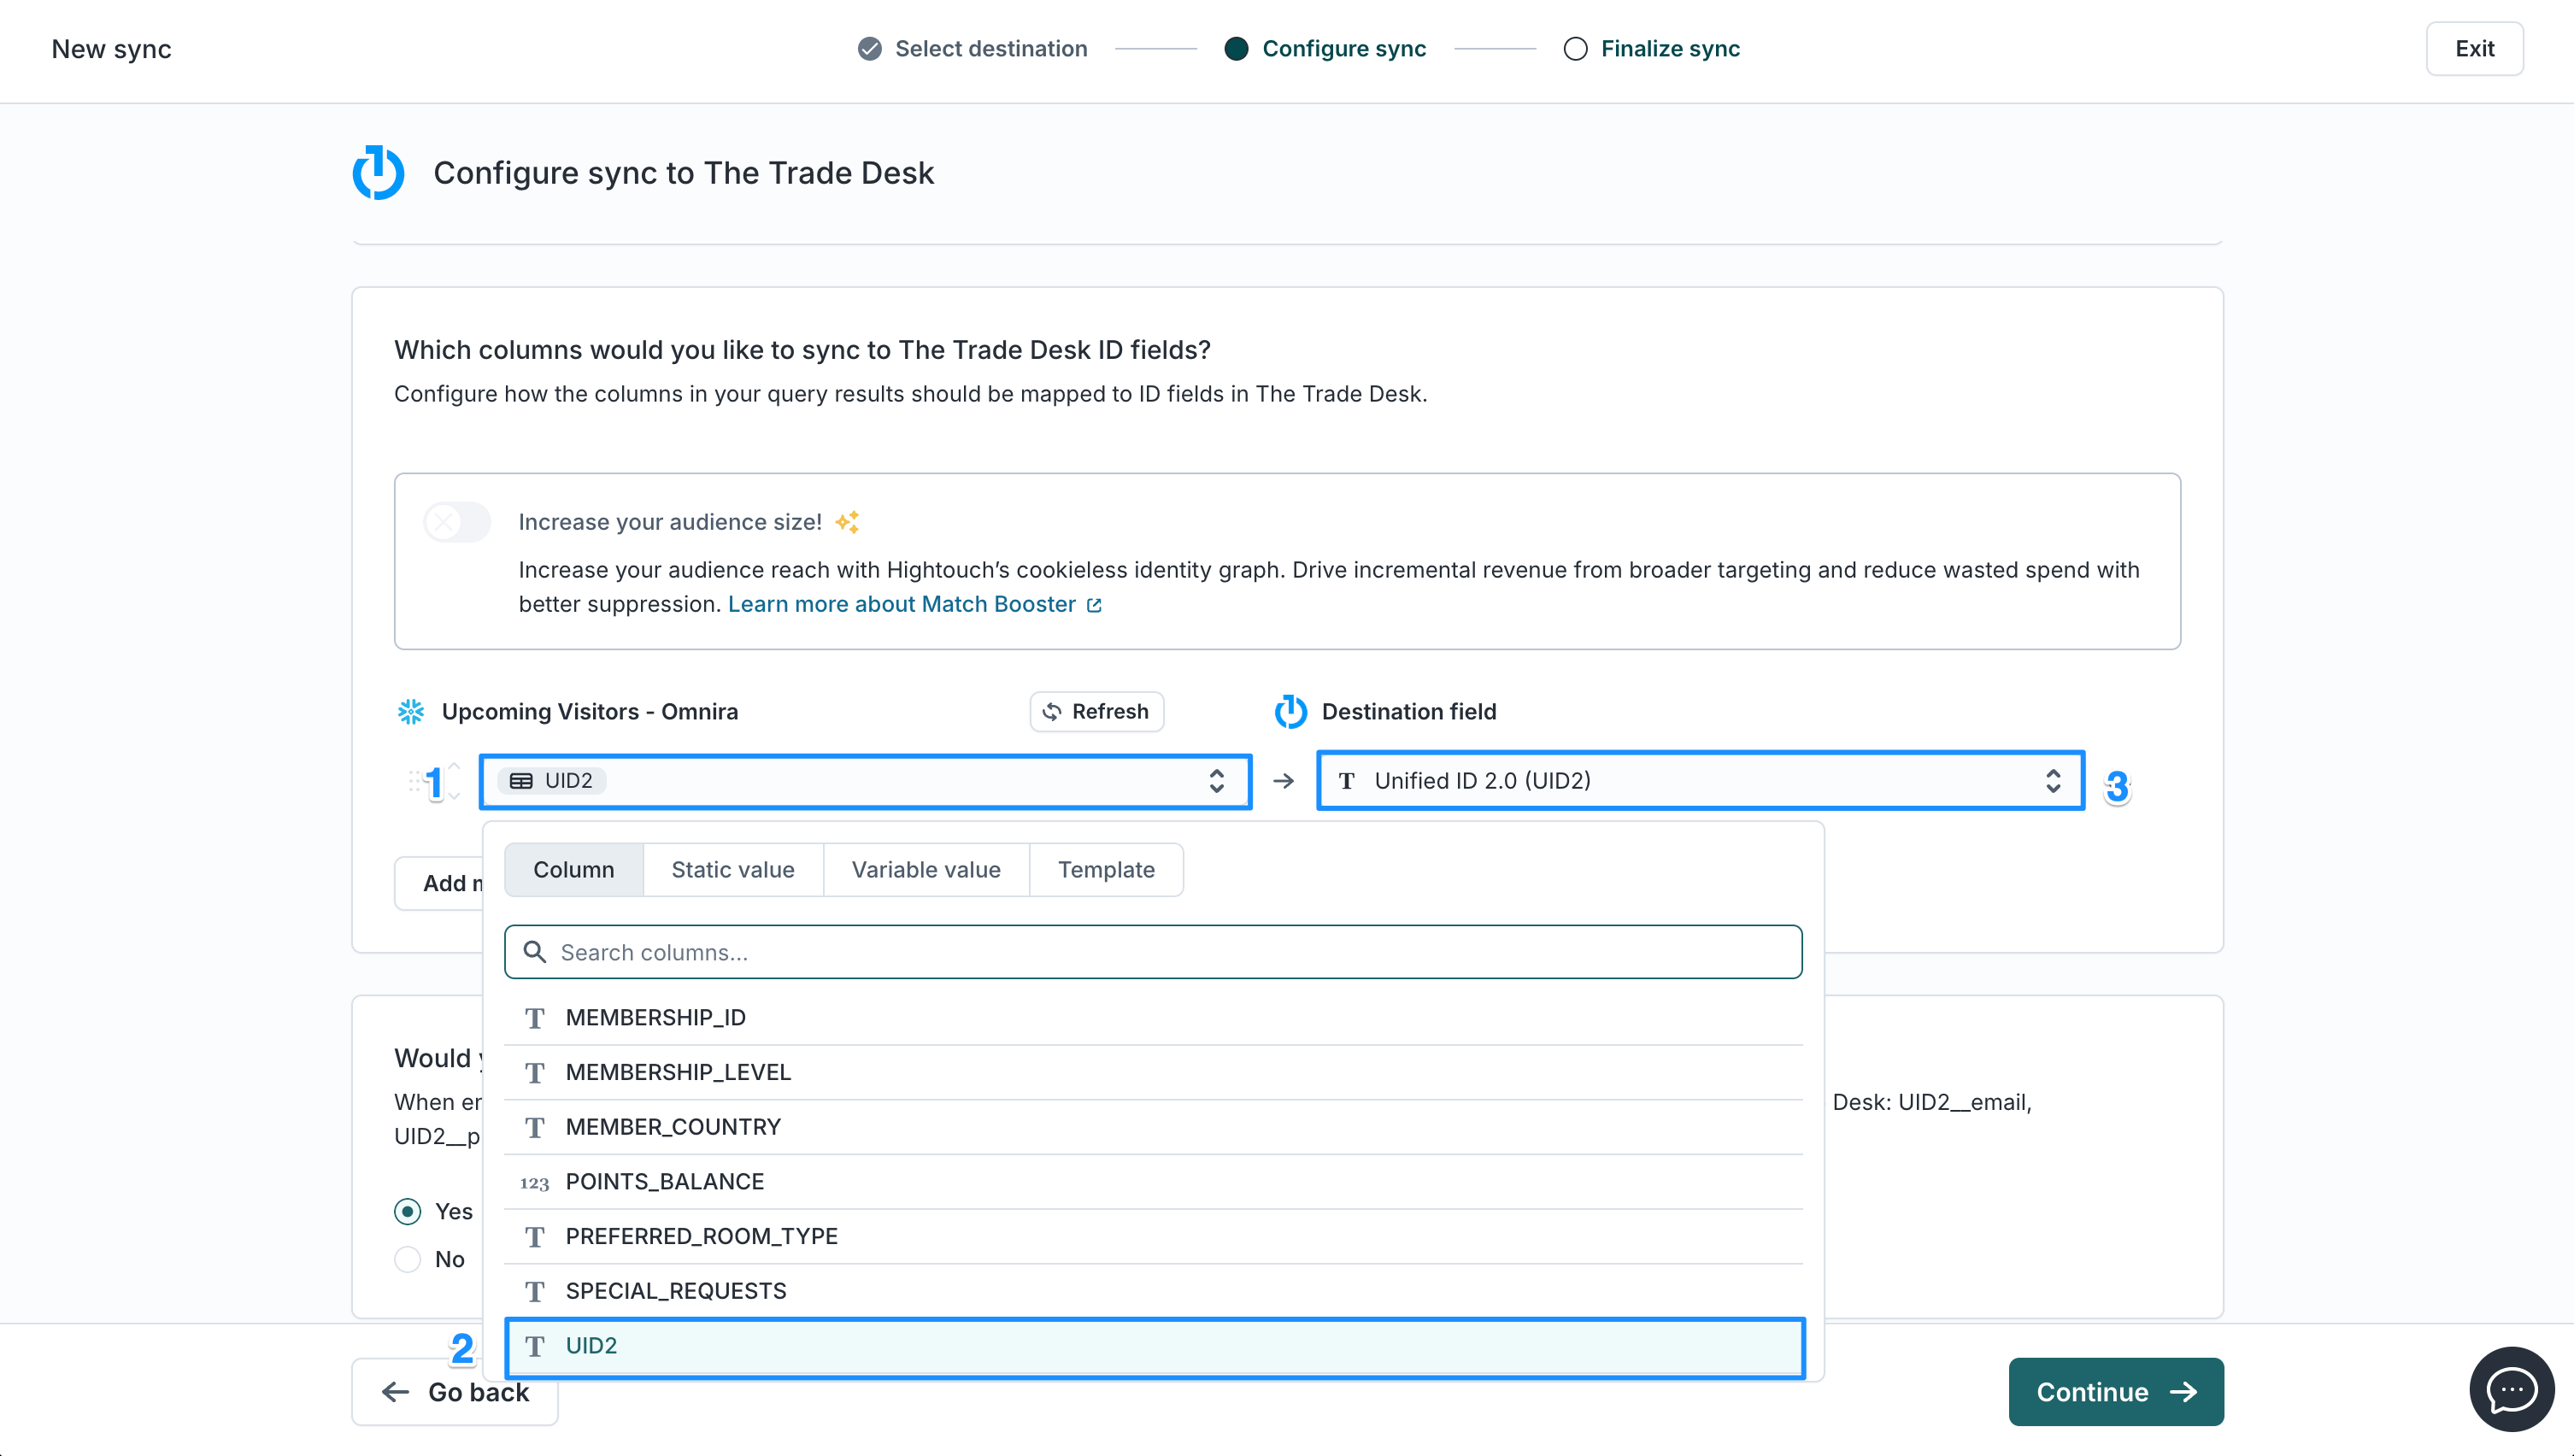 New sync
Select destination
Configure sync
Finalize sync
Exit
Configure sync to The Trade Desk
Which columns would you like to sync to The Trade Desk ID fields?
Configure how the columns in your query results should be mapped to ID fields in The Trade Desk.
Increase your audience size!
Increase your audience reach with Hightouch’s cookieless identity graph. Drive incremental revenue from broader targeting and reduce wasted spend with
better suppression. Learn more about Match Booster
Upcoming Visitors - Omnira
Refresh
Destination field
1
UID2
T Unified ID 2.0 (UID2)
3
Column
Static value
Variable value
Template
Add
Search columns...
T MEMBERSHIP_ID
T MEMBERSHIP_LEVEL
T MEMBER_COUNTRY
123 POINTS_BALANCE
T PREFERRED_ROOM_TYPE
T SPECIAL_REQUESTS
T UID2
Would
When
Desk: UID2__email,
UID2__p
Yes
No
2
Go back
Continue